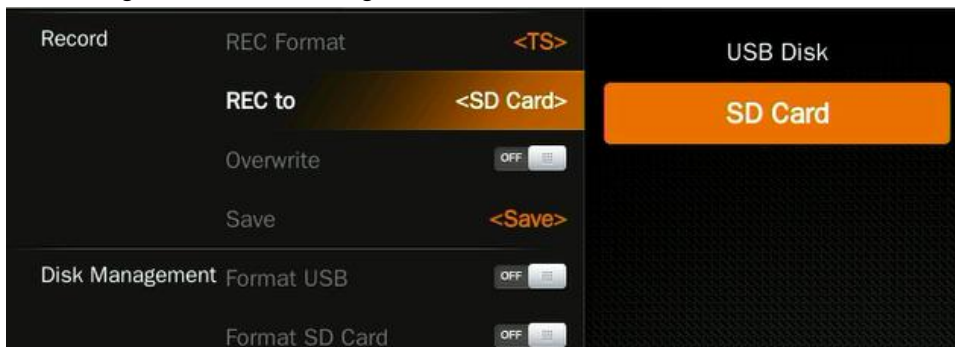 Record REC Format <TS>
USB Disk
REC to <SD Card>
SD Card
Overwrite OFF
Save <Save>
Disk Management Format USB OFF
Format SD Card OFF